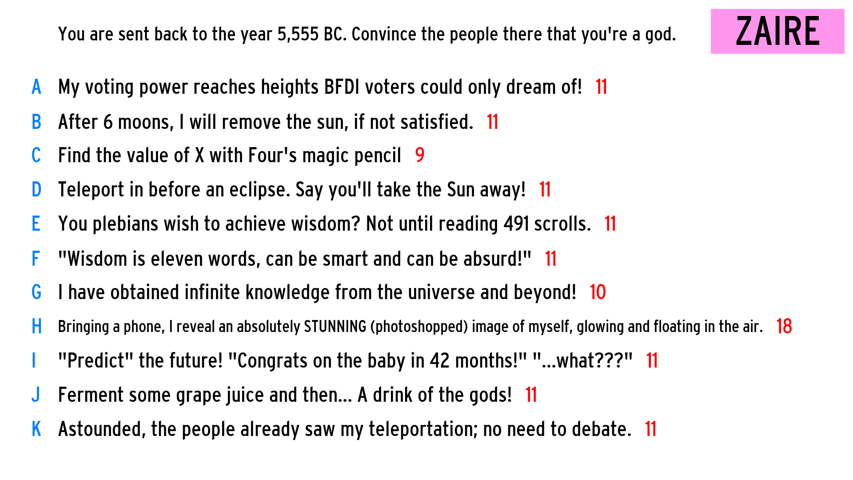 You are sent back to the year 5,555 BC. Convince the people there that you're a god.
ZAIRE
A My voting power reaches heights BFDI voters could only dream of! 11
B After 6 moons, I will remove the sun, if not satisfied. 11
C Find the value of X with Four's magic pencil 9
D Teleport in before an eclipse. Say you'll take the Sun away! 11
E You plebians wish to achieve wisdom? Not until reading 491 scrolls. 11
F "Wisdom is eleven words, can be smart and can be absurd!" 11
G I have obtained infinite knowledge from the universe and beyond! 10
H Bringing a phone, I reveal an absolutely STUNNING (photoshopped) image of myself, glowing and floating in the air. 18
I "Predict" the future! "Congrats on the baby in 42 months!" "...what???" 11
J Ferment some grape juice and then... A drink of the gods! 11
K Astounded, the people already saw my teleportation; no need to debate. 11